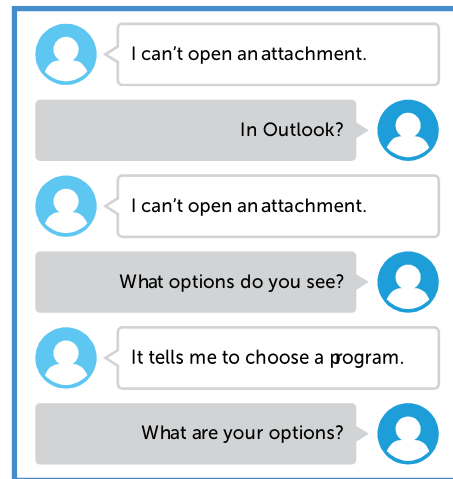 I can't open an attachment.
In Outlook?
I can't open an attachment.
What options do you see?
It tells me to choose a program.
What are your options?